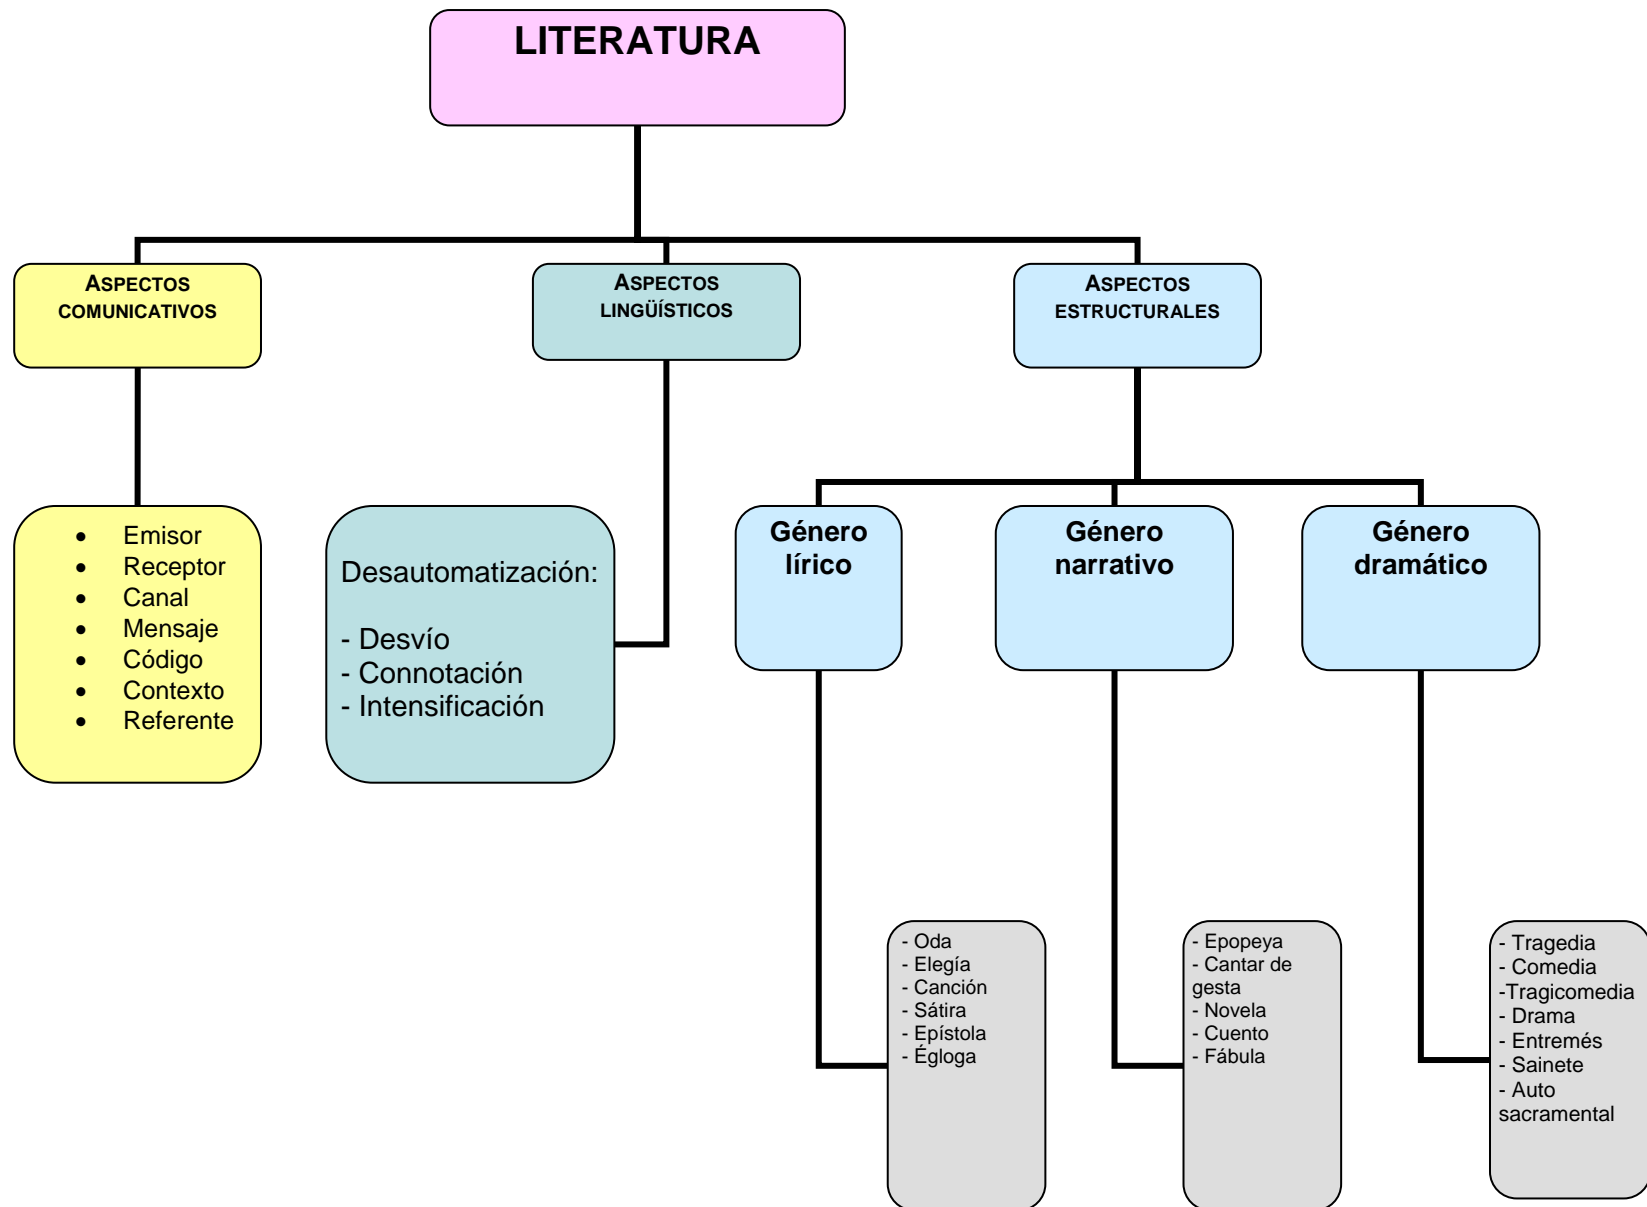 LITERATURA
ASPECTOS
COMUNICATIVOS
ASPECTOS
LINGÜÍSTICOS
ASPECTOS
ESTRUCTURALES
• Emisor
• Receptor
• Canal
• Mensaje
• Código
• Contexto
• Referente
Desautomatización:
- Desvío
- Connotación
- Intensificación
Género
lírico
Género
narrativo
Género
dramático
- Oda
- Elegía
- Canción
- Sátira
- Epístola
- Égloga
- Epopeya
- Cantar de
gesta
- Novela
- Cuento
- Fábula
- Tragedia
- Comedia
-Tragicomedia
- Drama
- Entremés
- Sainete
- Auto
sacramental